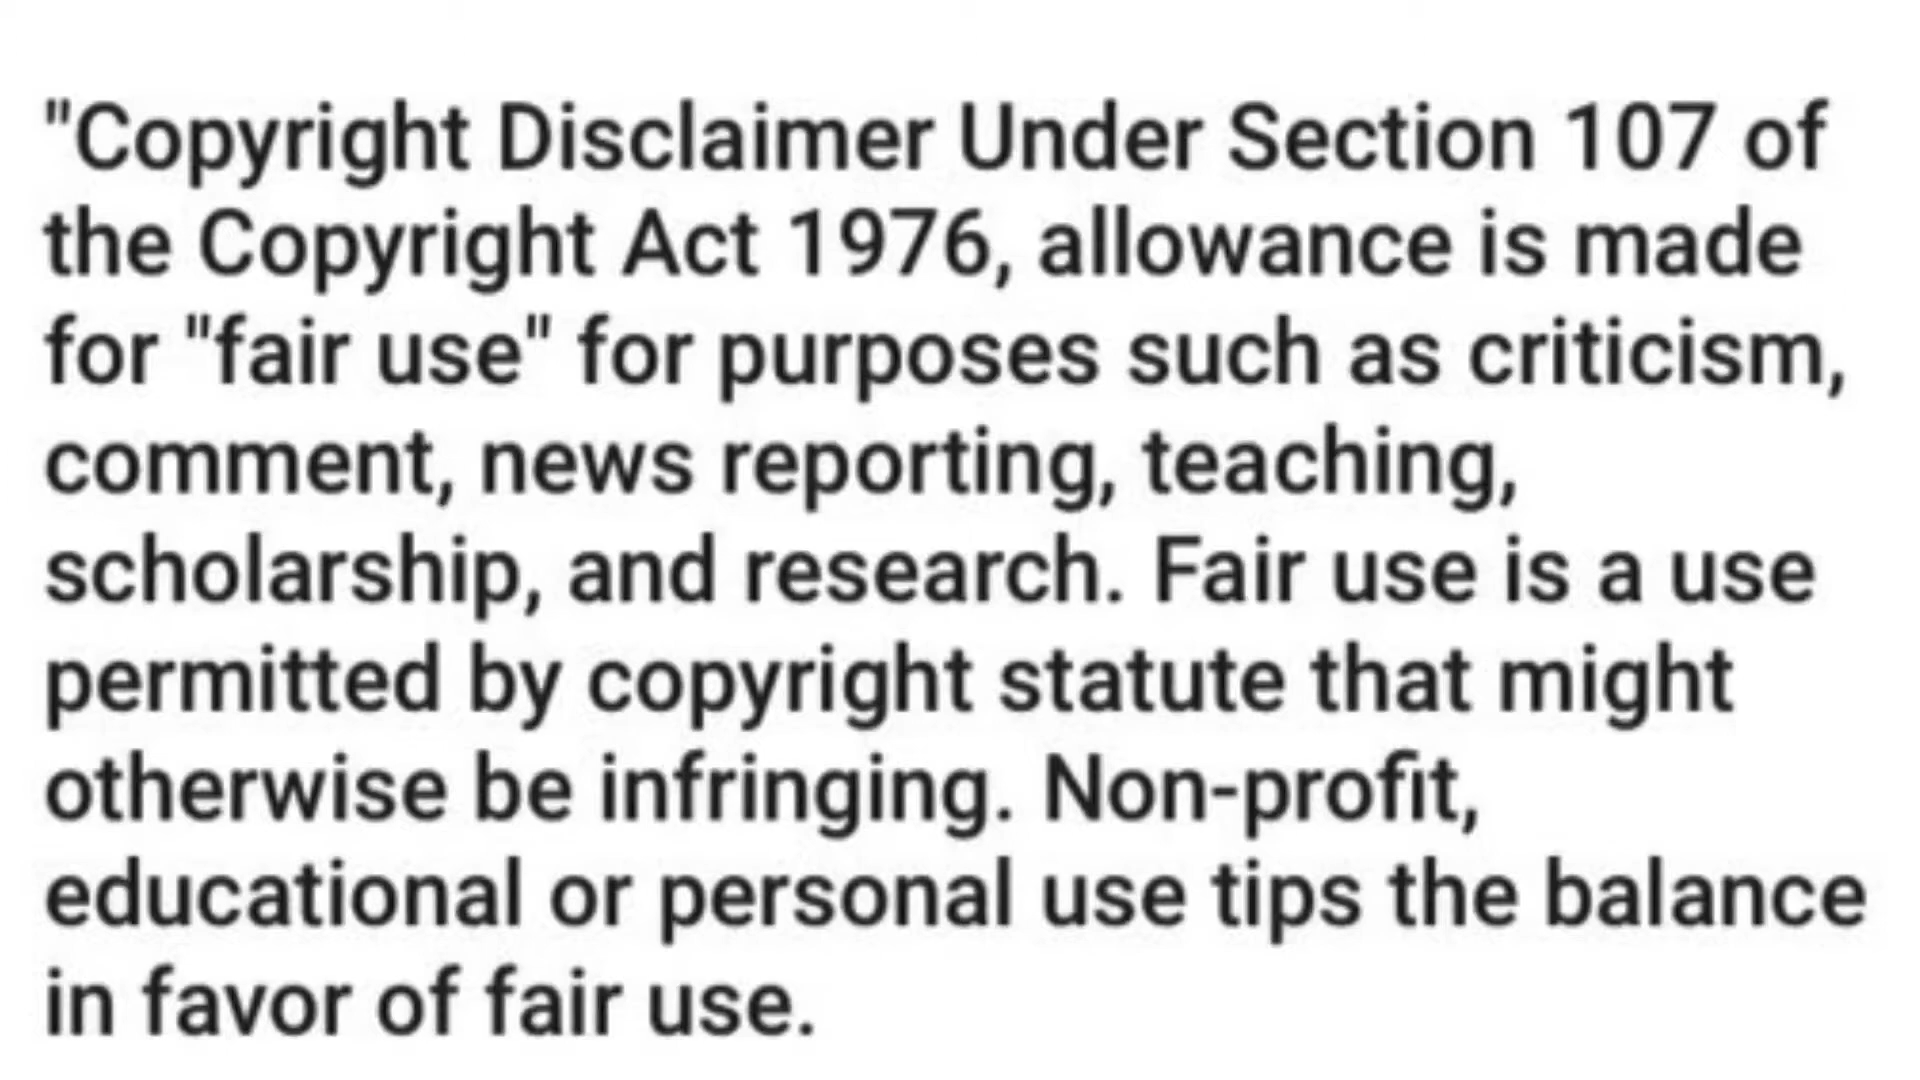 "Copyright Disclaimer Under Section 107 of
the Copyright Act 1976, allowance is made
for "fair use" for purposes such as criticism,
comment, news reporting, teaching,
scholarship, and research. Fair use is a use
permitted by copyright statute that might
otherwise be infringing. Non-profit,
educational or personal use tips the balance
in favor of fair use.